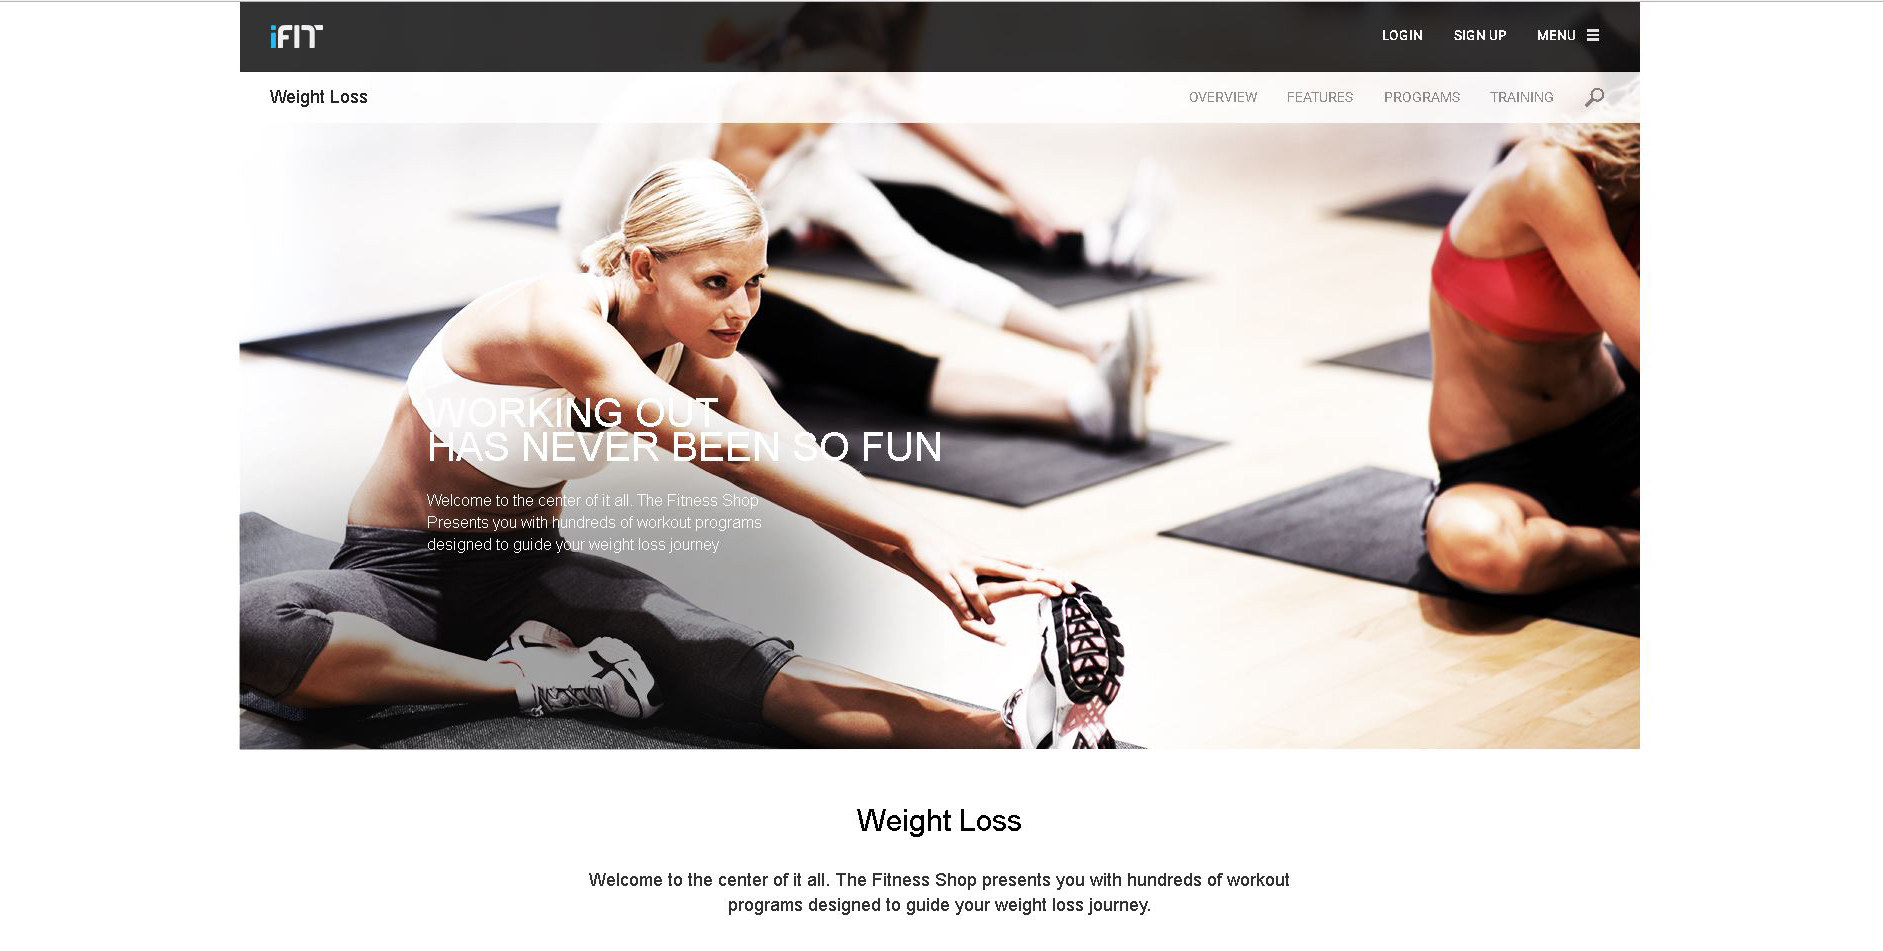 iFIT
LOGIN SIGN UP MENU
Weight Loss
OVERVIEW FEATURES PROGRAMS TRAINING
WORKING OUT
HAS NEVER BEEN SO FUN
Welcome to the center of it all. The Fitness Shop
Presents you with hundreds of workout programs
designed to guide your weight loss journey
Weight Loss
Welcome to the center of it all. The Fitness Shop presents you with hundreds of workout
programs designed to guide your weight loss journey.